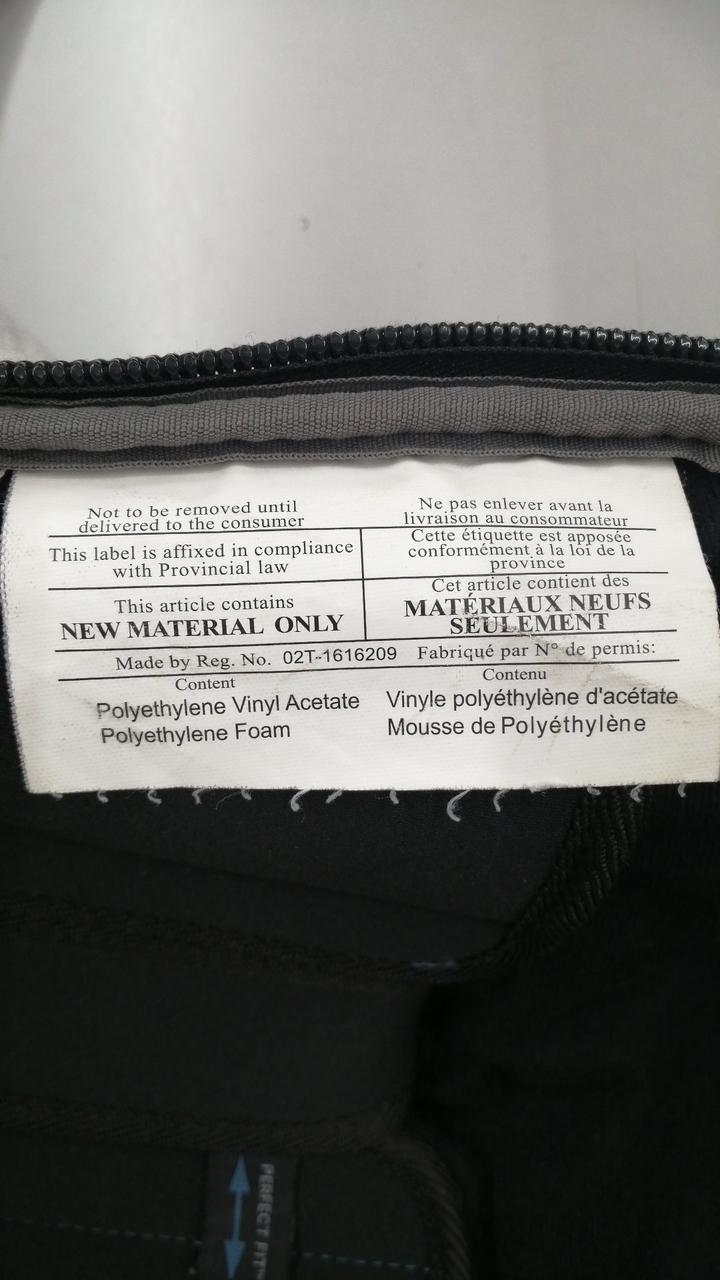 Not to be removed until
delivered to the consumer
Ne pas enlever avant la
livraison au consommateur
This label is affixed in compliance
with Provincial law
Cette étiquette est apposée
conformément à la loi de la
province
This article contains
NEW MATERIAL ONLY
Cet article contient des
MATÉRIAUX NEUFS
SEULEMENT
Made by Reg. No. 02T-1616209 Fabriqué par N° de permis:
Content
Polyethylene Vinyl Acetate
Polyethylene Foam
Contenu
Vinyle polyéthylène d'acétate
Mousse de Polyéthylène
PERFECT FIT